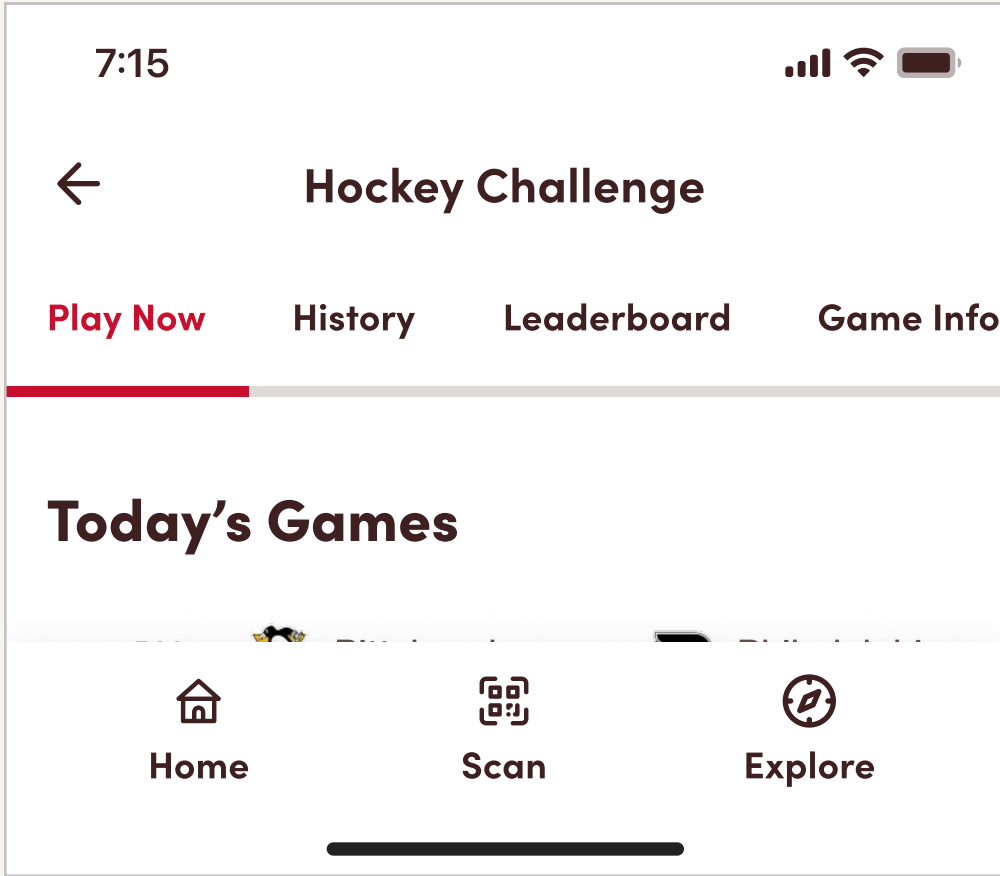 7:15
Hockey Challenge
Play Now
History
Leaderboard
Game Info
Today’s Games
Home
Scan
Explore